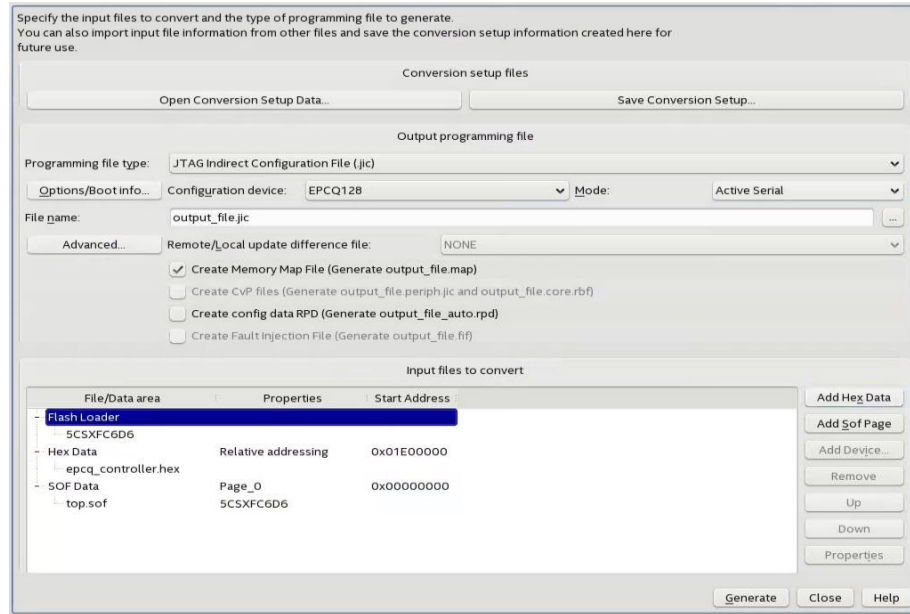 Specify the input files to convert and the type of programming file to generate.
You can also import input file information from other files and save the conversion setup information created here for
future use.
Conversion setup files
Open Conversion Setup Data... Save Conversion Setup...
Output programming file
Programming file type: JTAG Indirect Configuration File (.jic)
Options/Boot info... Configuration device: EPCQ128 Mode: Active Serial
File name: output_file.jic ...
Advanced... Remote/Local update difference file: NONE
Create Memory Map File (Generate output_file.map)
Create CvP files (Generate output_file.periph.jic and output_file.core.rbf)
Create config data RPD (Generate output_file_auto.rpd)
Create Fault Injection File (Generate output_file.fif)
Input files to convert
File/Data area Properties Start Address Add Hex Data
Flash Loader Add Sof Page
5CSXFC6D6
Hex Data Relative addressing 0x01E00000 Add Device...
epcq_controller.hex Remove
SOF Data Page_0 0x00000000
top.sof 5CSXFC6D6 Up
Down
Properties
Generate Close Help